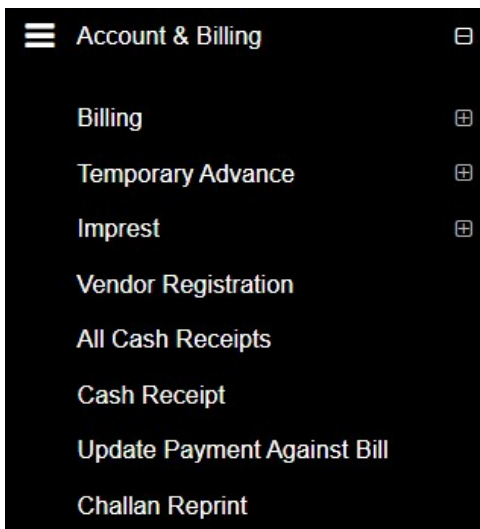 Account & Billing
Billing
Temporary Advance
Imprest
Vendor Registration
All Cash Receipts
Cash Receipt
Update Payment Against Bill
Challan Reprint